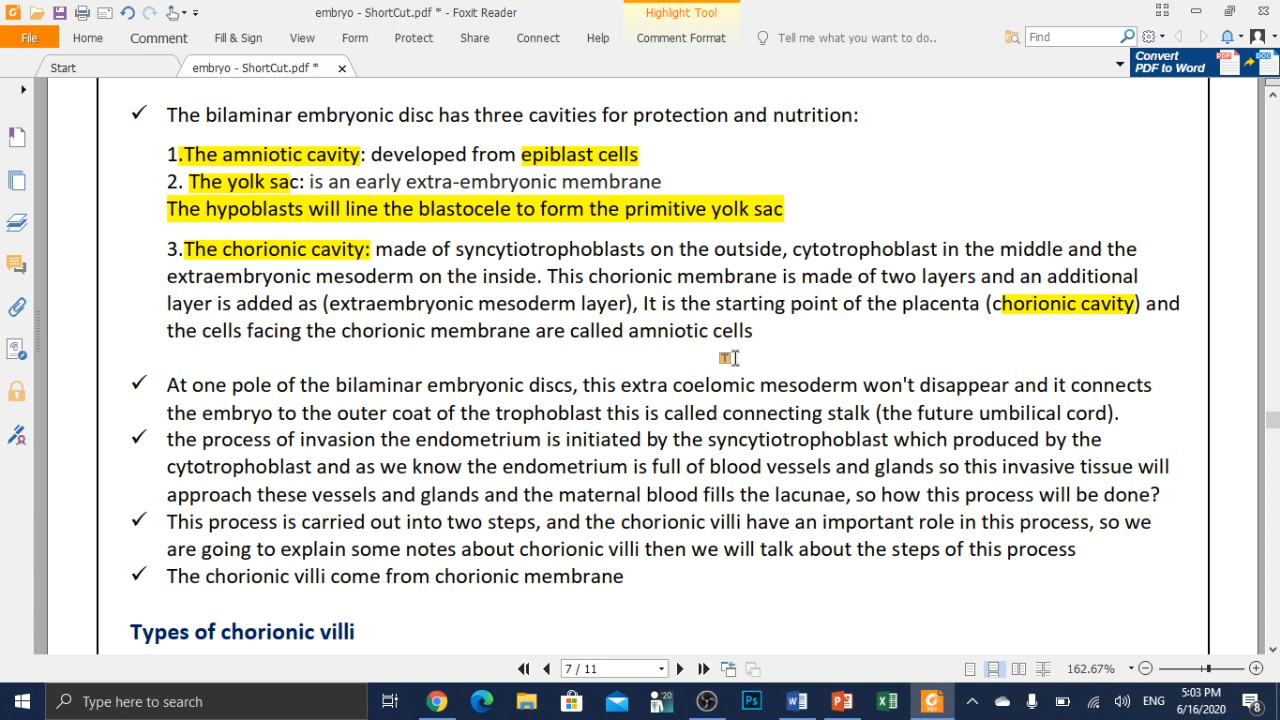 embryo - ShortCut.pdf * - Foxit Reader
Highlight Tool
File Home Comment Fill & Sign View Form Protect Share Connect Help Comment Format Tell me what you want to do.. Find
Start embryo - ShortCut.pdf *
Convert
PDF to Word
✓ The bilaminar embryonic disc has three cavities for protection and nutrition:
1.The amniotic cavity: developed from epiblast cells
2. The yolk sac: is an early extra-embryonic membrane
The hypoblasts will line the blastocele to form the primitive yolk sac
3.The chorionic cavity: made of syncytiotrophoblasts on the outside, cytotrophoblast in the middle and the
extraembryonic mesoderm on the inside. This chorionic membrane is made of two layers and an additional
layer is added as (extraembryonic mesoderm layer), It is the starting point of the placenta (chorionic cavity) and
the cells facing the chorionic membrane are called amniotic cells
✓ At one pole of the bilaminar embryonic discs, this extra coelomic mesoderm won't disappear and it connects
the embryo to the outer coat of the trophoblast this is called connecting stalk (the future umbilical cord).
✓ the process of invasion the endometrium is initiated by the syncytiotrophoblast which produced by the
cytotrophoblast and as we know the endometrium is full of blood vessels and glands so this invasive tissue will
approach these vessels and glands and the maternal blood fills the lacunae, so how this process will be done?
✓ This process is carried out into two steps, and the chorionic villi have an important role in this process, so we
are going to explain some notes about chorionic villi then we will talk about the steps of this process
✓ The chorionic villi come from chorionic membrane
Types of chorionic villi
7 / 11
162.67%
Type here to search
ENG
5:03 PM
6/16/2020
8